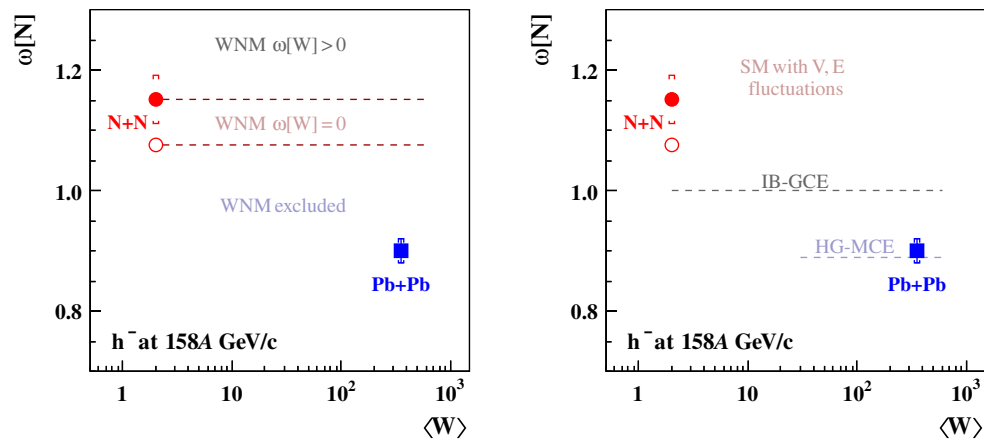 ω[N]
WNM ω[W] > 0
1.2
N+N
WNM ω[W] = 0
1.0
WNM excluded
Pb+Pb
0.8
h⁻ at 158A GeV/c
1 10 10² 10³
⟨W⟩
ω[N]
SM with V, E
fluctuations
1.2
N+N
IB-GCE
1.0
HG-MCE
Pb+Pb
0.8
h⁻ at 158A GeV/c
1 10 10² 10³
⟨W⟩